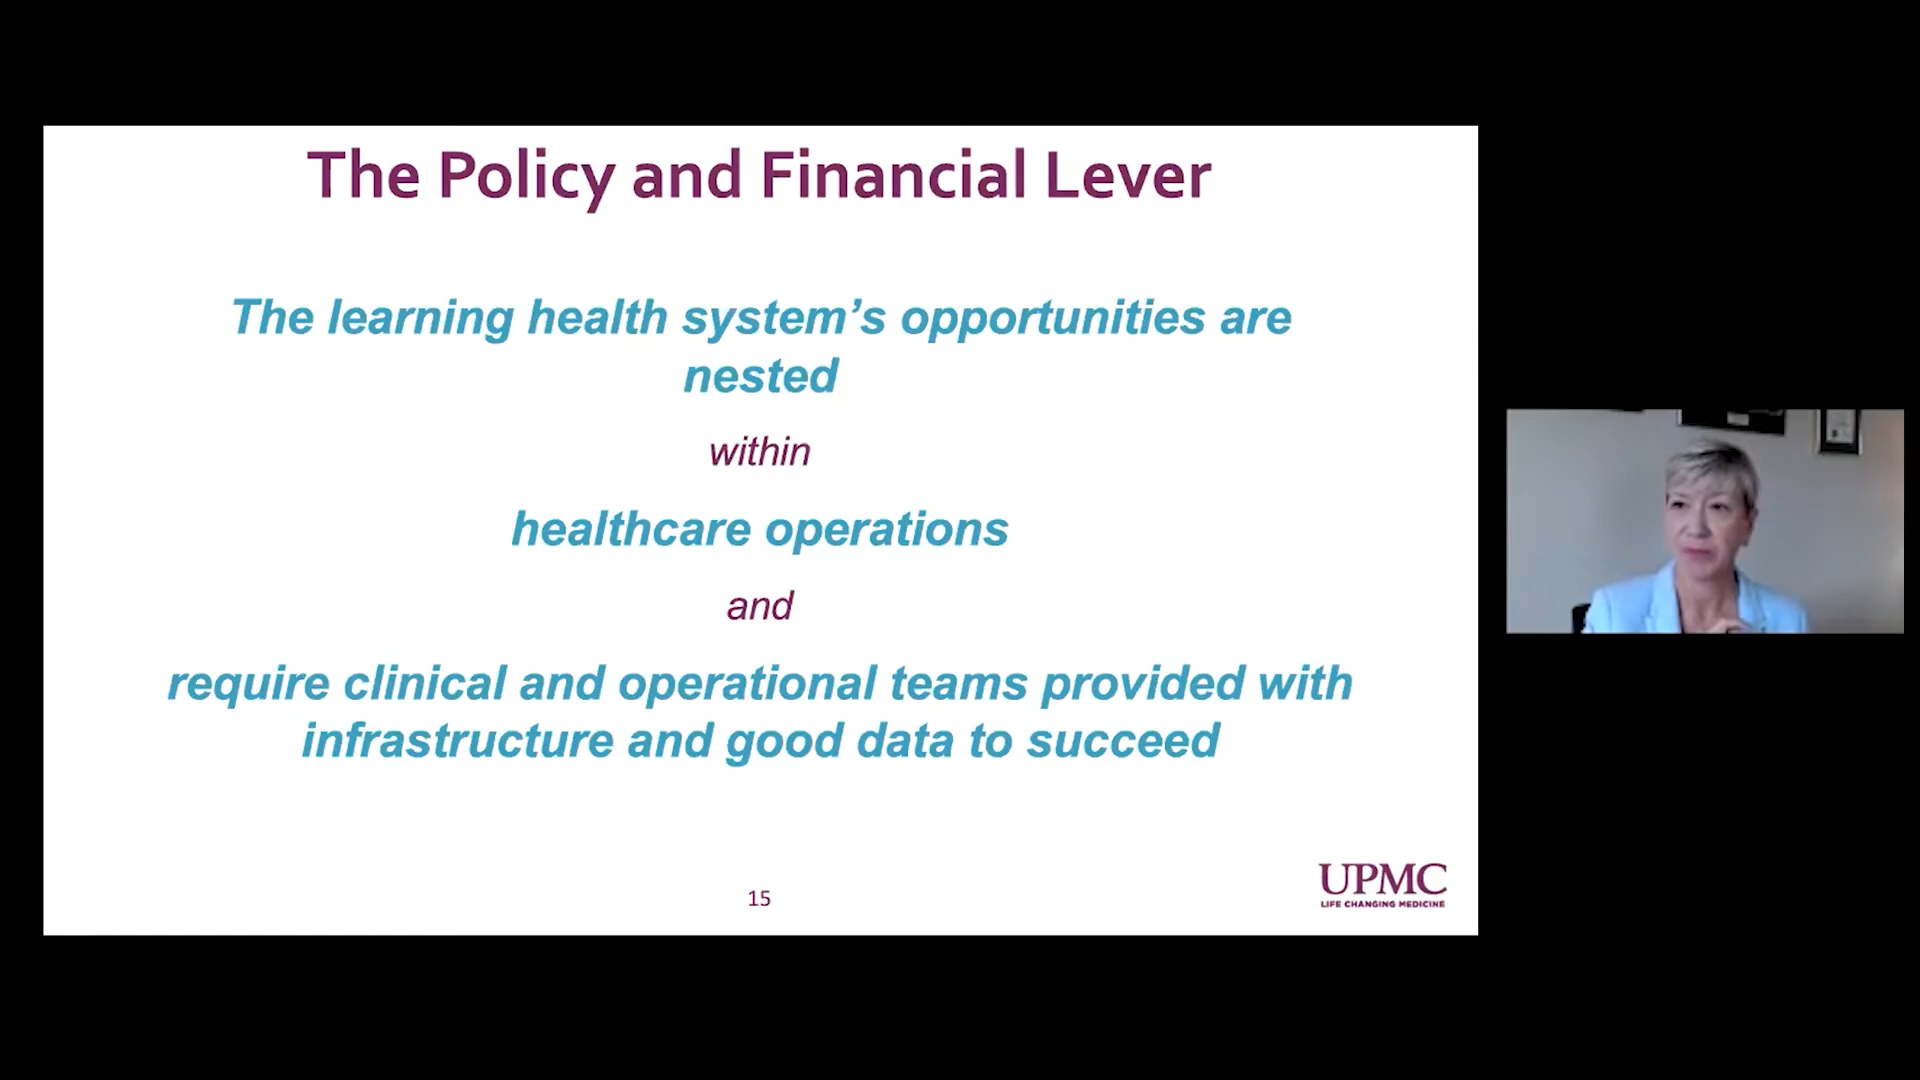 The Policy and Financial Lever
The learning health system’s opportunities are
nested
within
healthcare operations
and
require clinical and operational teams provided with
infrastructure and good data to succeed
15
UPMC
LIFE CHANGING MEDICINE